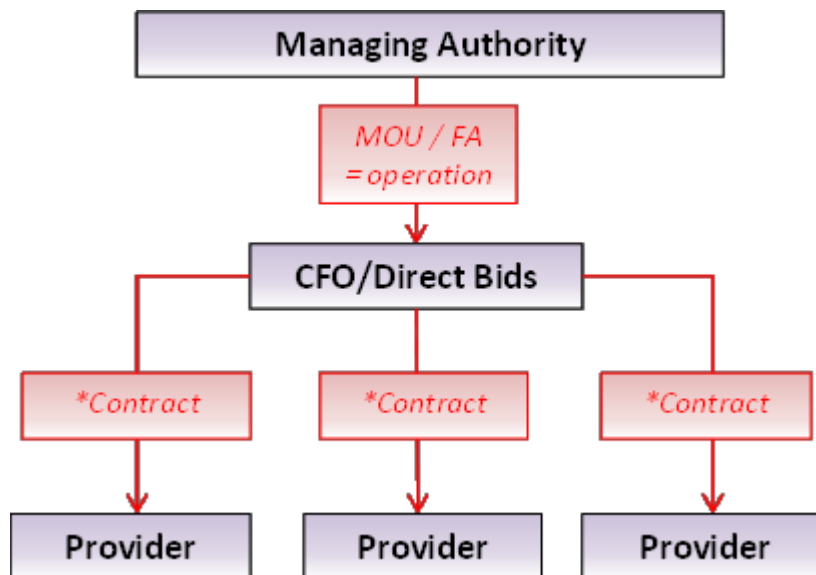 Managing Authority
MOU / FA
= operation
CFO/Direct Bids
*Contract
*Contract
*Contract
Provider
Provider
Provider